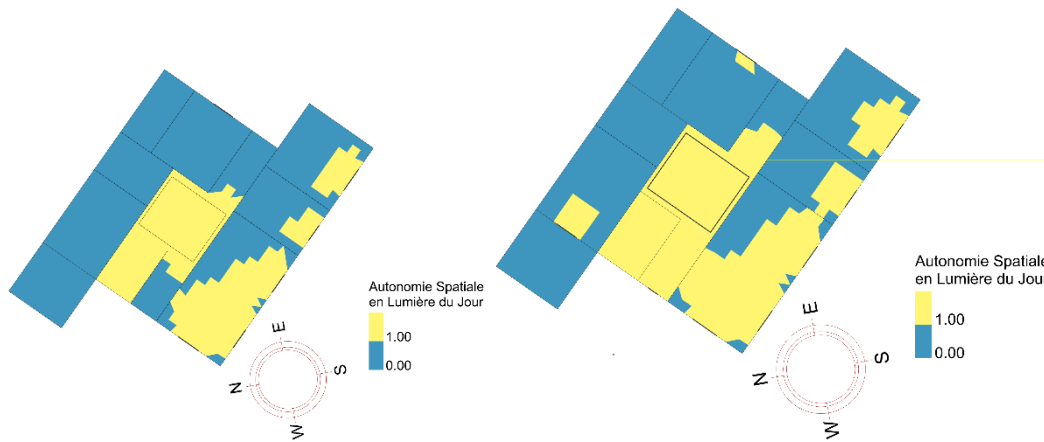 Autonomie Spatiale
en Lumière du Jour
1.00
0.00
E
N
S
W
Autonomie Spatiale
en Lumière du Jour
1.00
0.00
E
N
S
W